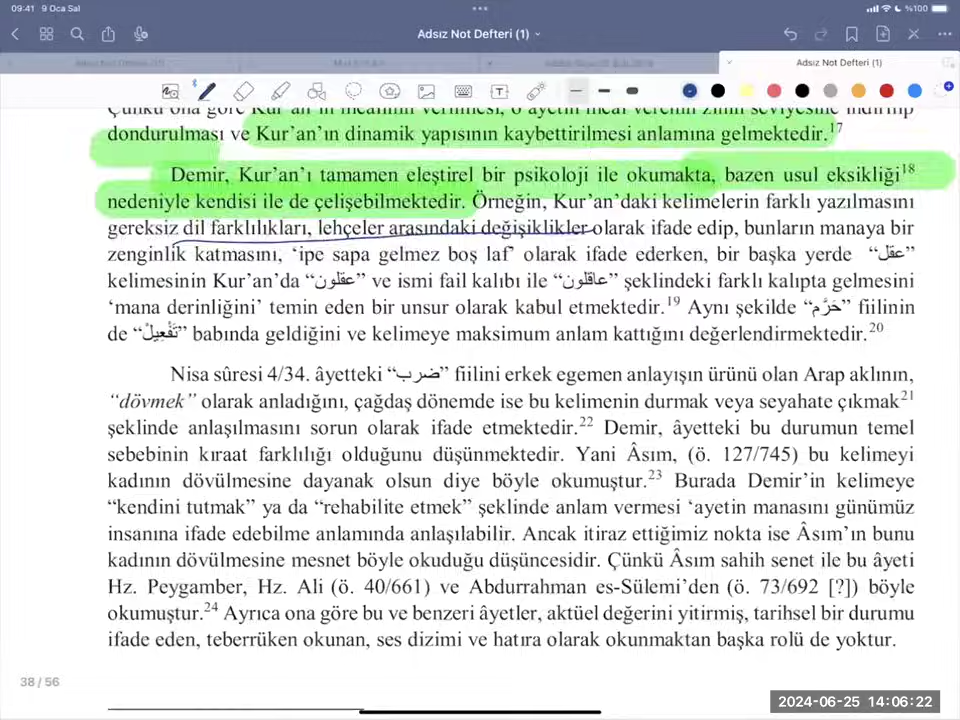 09:41 9 Oca Sal
%100
Adsız Not Defteri (1)
Adsız Not Defteri (1)
dondurulması ve Kur’an’ın dinamik yapısının kaybettirilmesi anlamına gelmektedir.17
Demir, Kur’an’ı tamamen eleştirel bir psikoloji ile okumakta, bazen usul eksikliği18
nedeniyle kendisi ile de çelişebilmektedir. Örneğin, Kur’an’daki kelimelerin farklı yazılmasını
gereksiz dil farklılıkları, lehçeler arasındaki değişiklikler olarak ifade edip, bunların manaya bir
zenginlik katmasını, ‘ipe sapa gelmez boş laf’ olarak ifade ederken, bir başka yerde “عقل”
kelimesinin Kur’an’da “عقلون” ve ismi fail kalıbı ile “عاقلون” şeklindeki farklı kalıpta gelmesini
‘mana derinliğini’ temin eden bir unsur olarak kabul etmektedir.19 Aynı şekilde “حَرَّم” fiilinin
de “تَفْعِيلْ” babında geldiğini ve kelimeye maksimum anlam kattığını değerlendirmektedir.20
Nisa sûresi 4/34. âyetteki “ضرب” fiilini erkek egemen anlayışın ürünü olan Arap aklının,
“dövmek” olarak anladığını, çağdaş dönemde ise bu kelimenin durmak veya seyahate çıkmak21
şeklinde anlaşılmasını sorun olarak ifade etmektedir.22 Demir, âyetteki bu durumun temel
sebebinin kıraat farklılığı olduğunu düşünmektedir. Yani Âsım, (ö. 127/745) bu kelimeyi
kadının dövülmesine dayanak olsun diye böyle okumuştur.23 Burada Demir’in kelimeye
“kendini tutmak” ya da “rehabilite etmek” şeklinde anlam vermesi ‘ayetin manasını günümüz
insanına ifade edebilme anlamında anlaşılabilir. Ancak itiraz ettiğimiz nokta ise Âsım’ın bunu
kadının dövülmesine mesnet böyle okuduğu düşüncesidir. Çünkü Âsım sahih senet ile bu âyeti
Hz. Peygamber, Hz. Ali (ö. 40/661) ve Abdurrahman es-Sülemi’den (ö. 73/692 [?]) böyle
okumuştur.24 Ayrıca ona göre bu ve benzeri âyetler, aktüel değerini yitirmiş, tarihsel bir durumu
ifade eden, teberrüken okunan, ses dizimi ve hatıra olarak okunmaktan başka rolü de yoktur.
38 / 56
2024-06-25 14:06:22